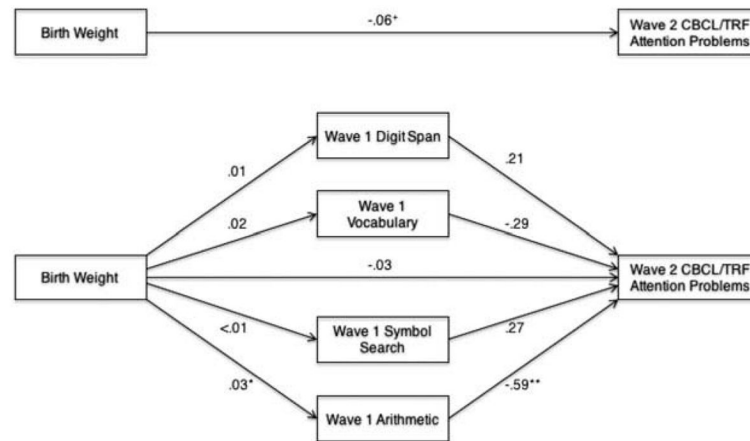 -.06⁺
Birth Weight
Wave 2 CBCL/TRF
Attention Problems
Wave 1 Digit Span
.01
.21
Wave 1
Vocabulary
.02
-.29
Birth Weight
-.03
Wave 2 CBCL/TRF
Attention Problems
<.01
Wave 1 Symbol
Search
.27
.03*
-.59**
Wave 1 Arithmetic